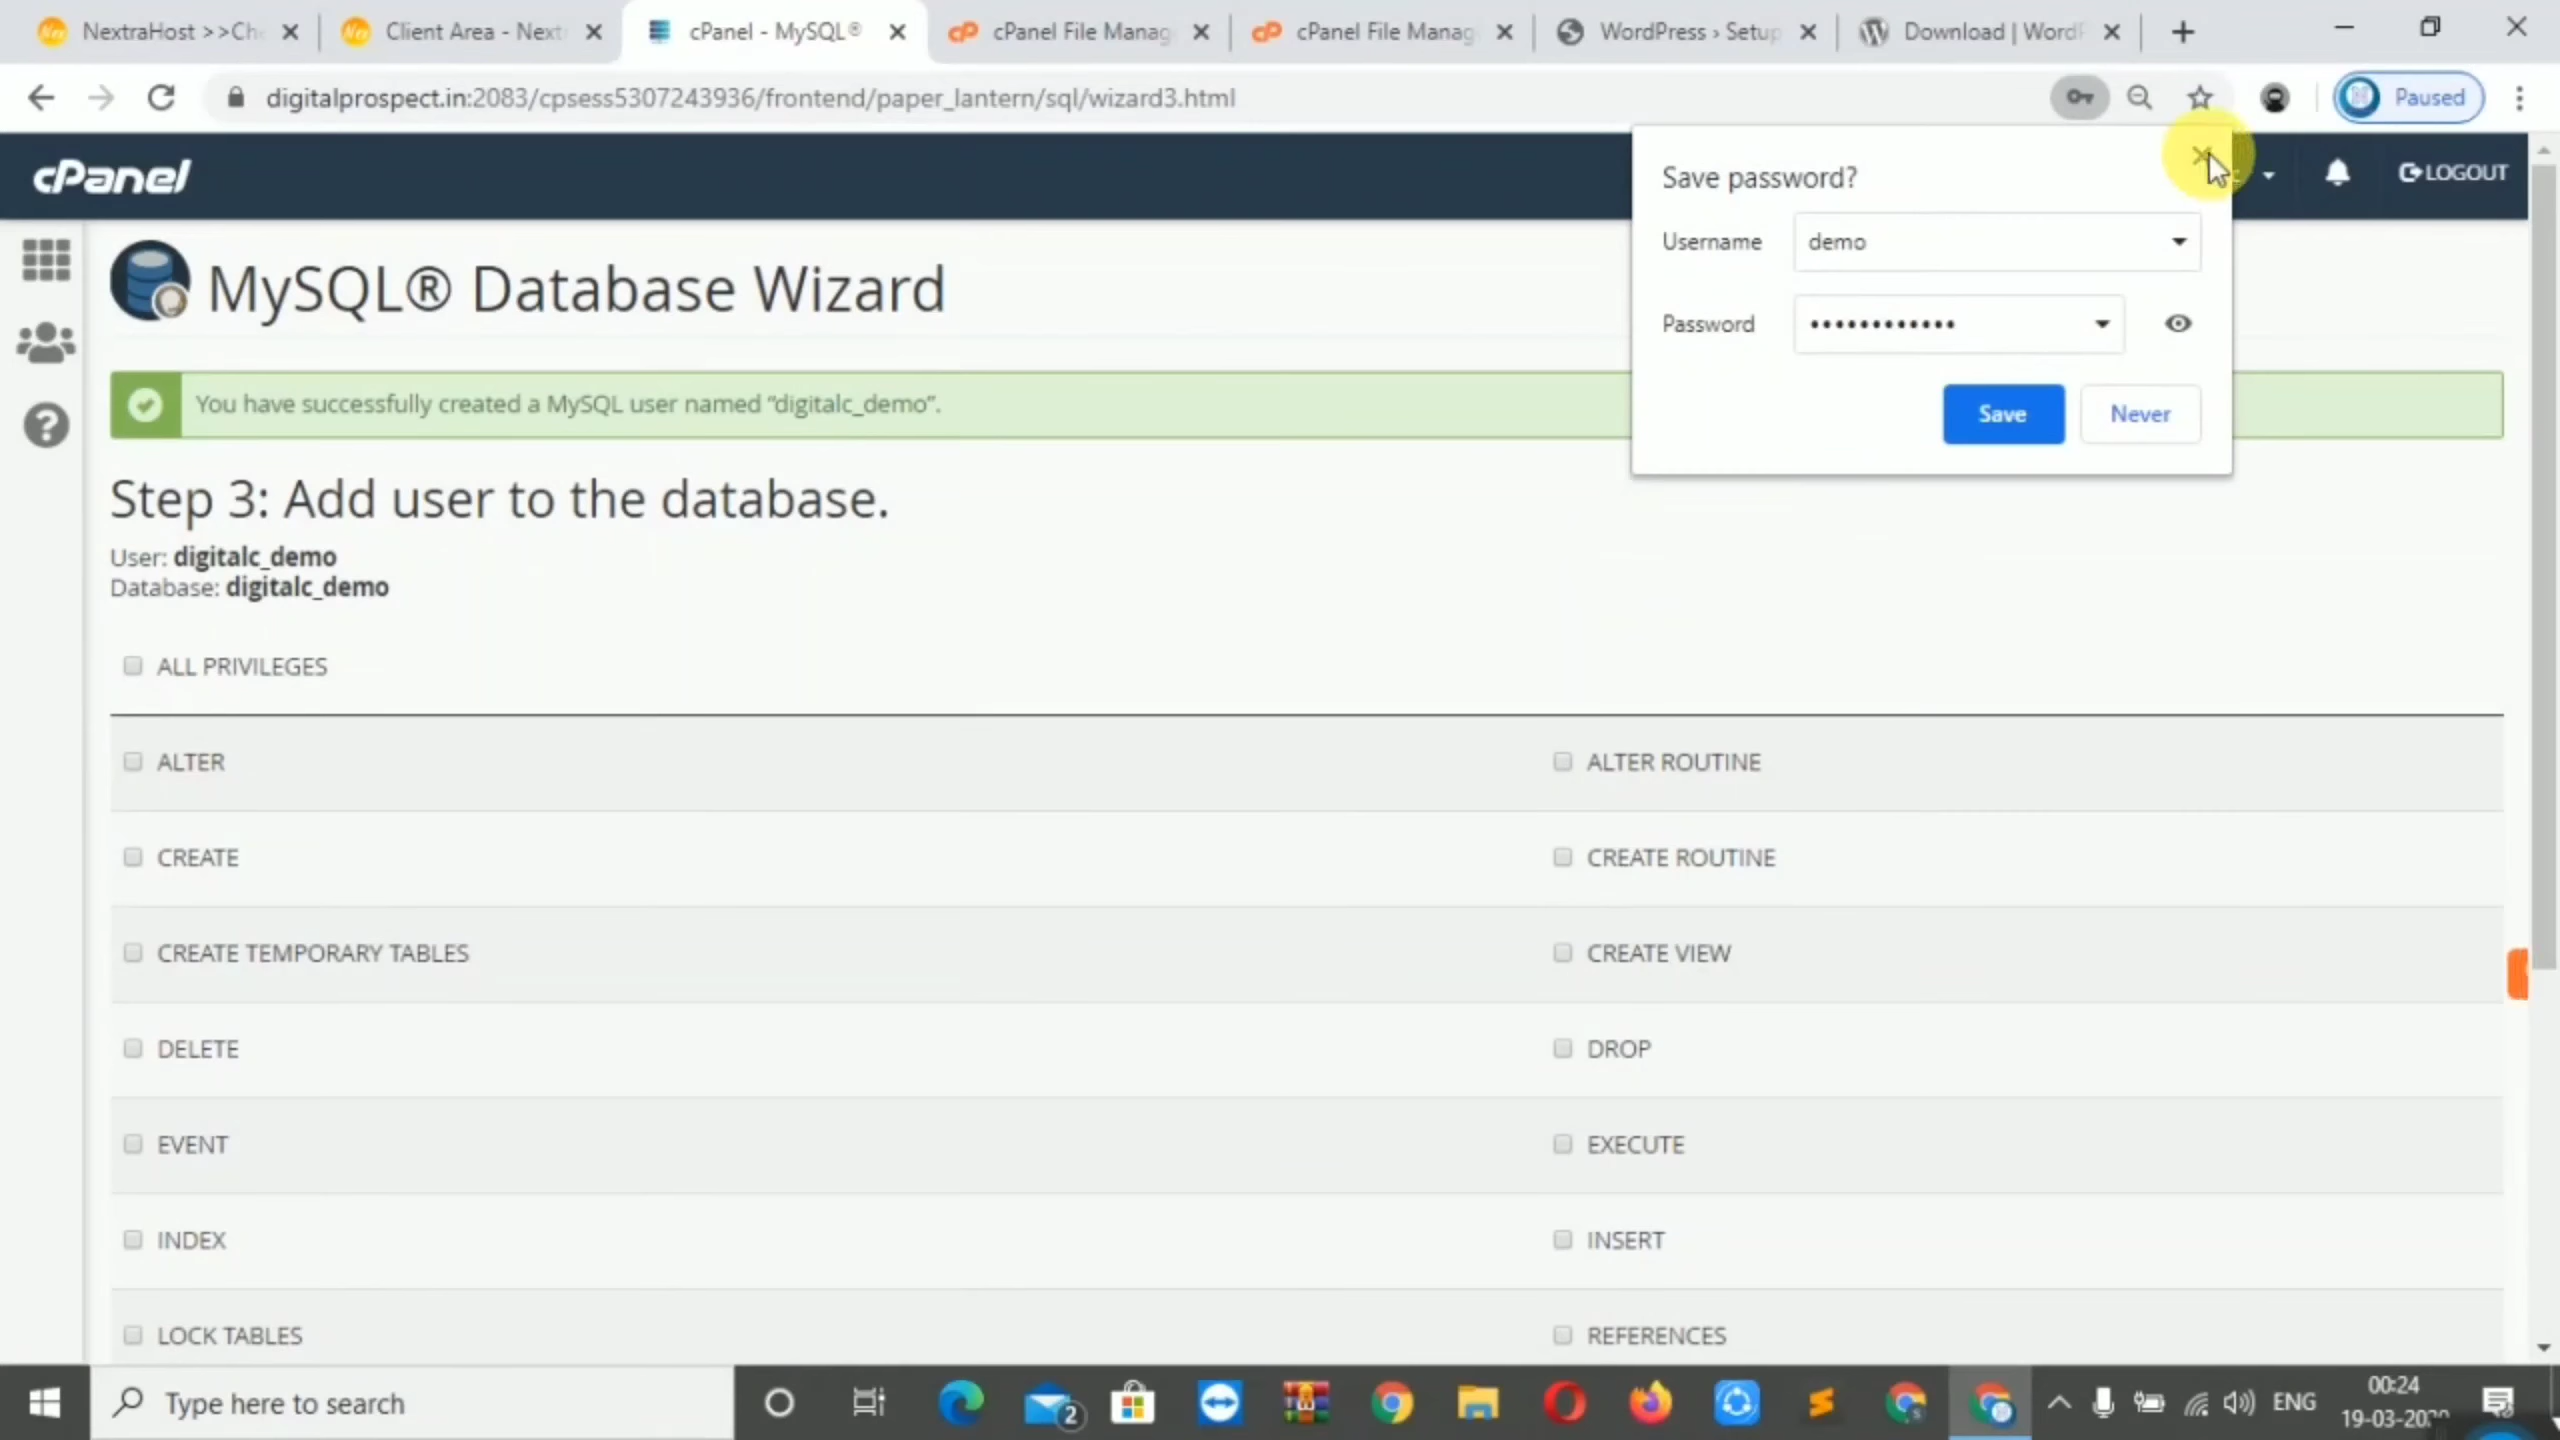 NextraHost >>Ch
Client Area - Next
cPanel - MySQL®
cPanel File Manag
cPanel File Manag
WordPress › Setup
Download | WordP
digitalprospect.in:2083/cpsess5307243936/frontend/paper_lantern/sql/wizard3.html
Paused
cPanel
LOGOUT
Save password?
Username demo
Password ••••••••••••
Save Never
MySQL® Database Wizard
You have successfully created a MySQL user named “digitalc_demo”.
Step 3: Add user to the database.
User: digitalc_demo
Database: digitalc_demo
ALL PRIVILEGES
ALTER ALTER ROUTINE
CREATE CREATE ROUTINE
CREATE TEMPORARY TABLES CREATE VIEW
DELETE DROP
EVENT EXECUTE
INDEX INSERT
LOCK TABLES REFERENCES
Type here to search
2
ENG
00:24